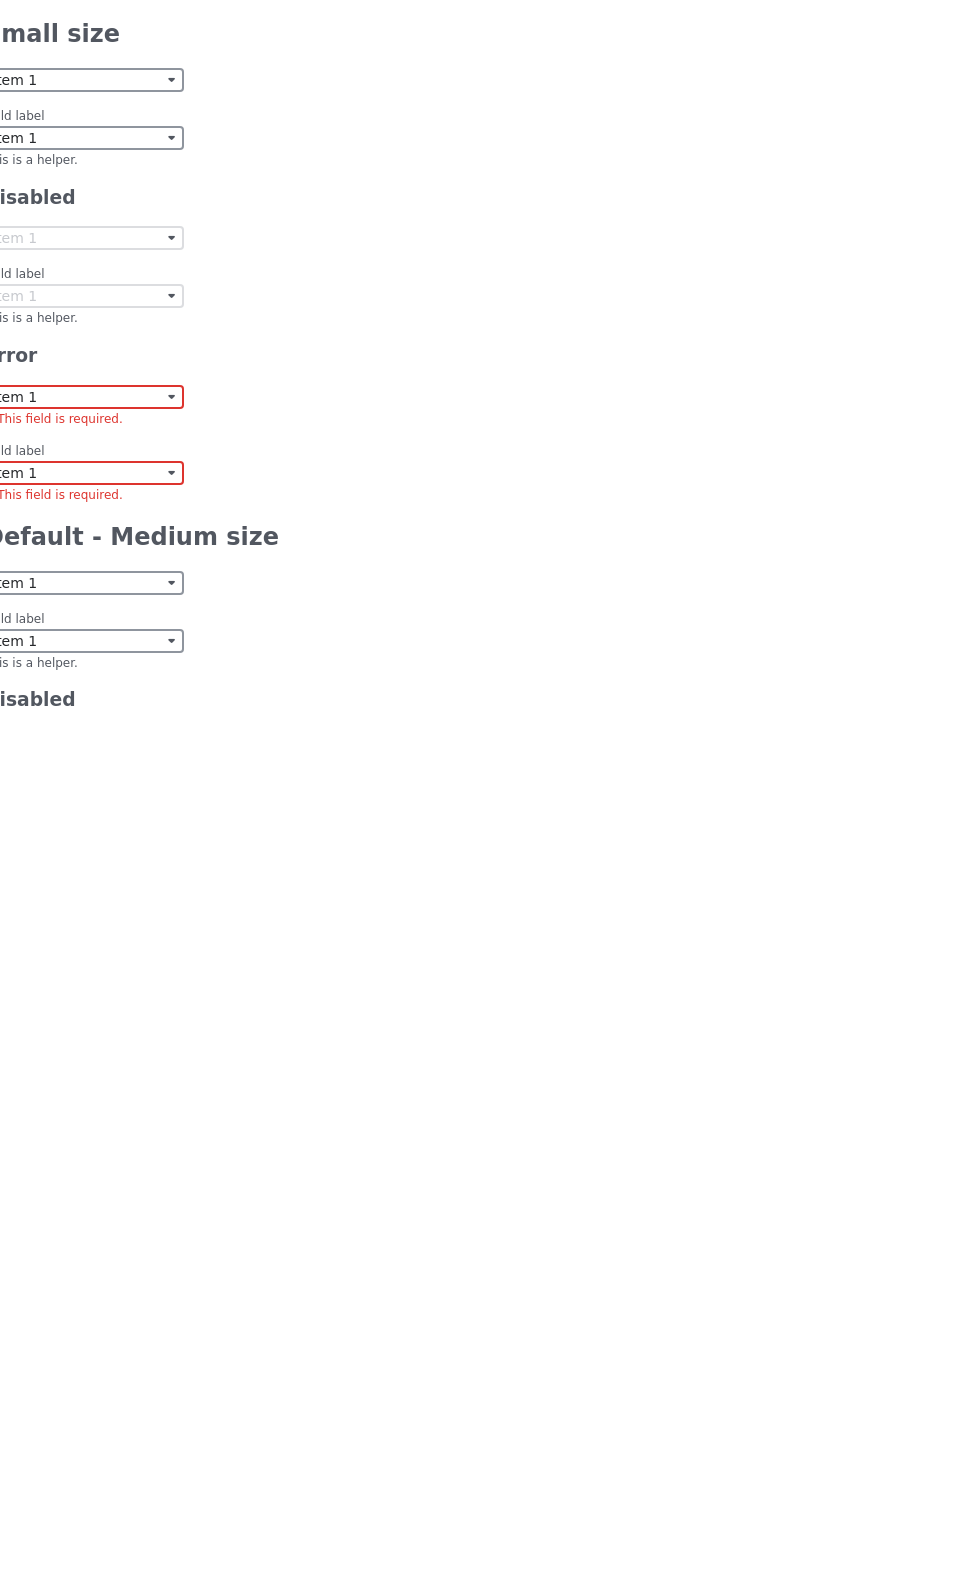 mall size
tem 1
ld label
tem 1
is is a helper.
isabled
tem 1
ld label
tem 1
is is a helper.
rror
tem 1
This field is required.
ld label
tem 1
This field is required.
Default - Medium size
tem 1
ld label
tem 1
is is a helper.
isabled